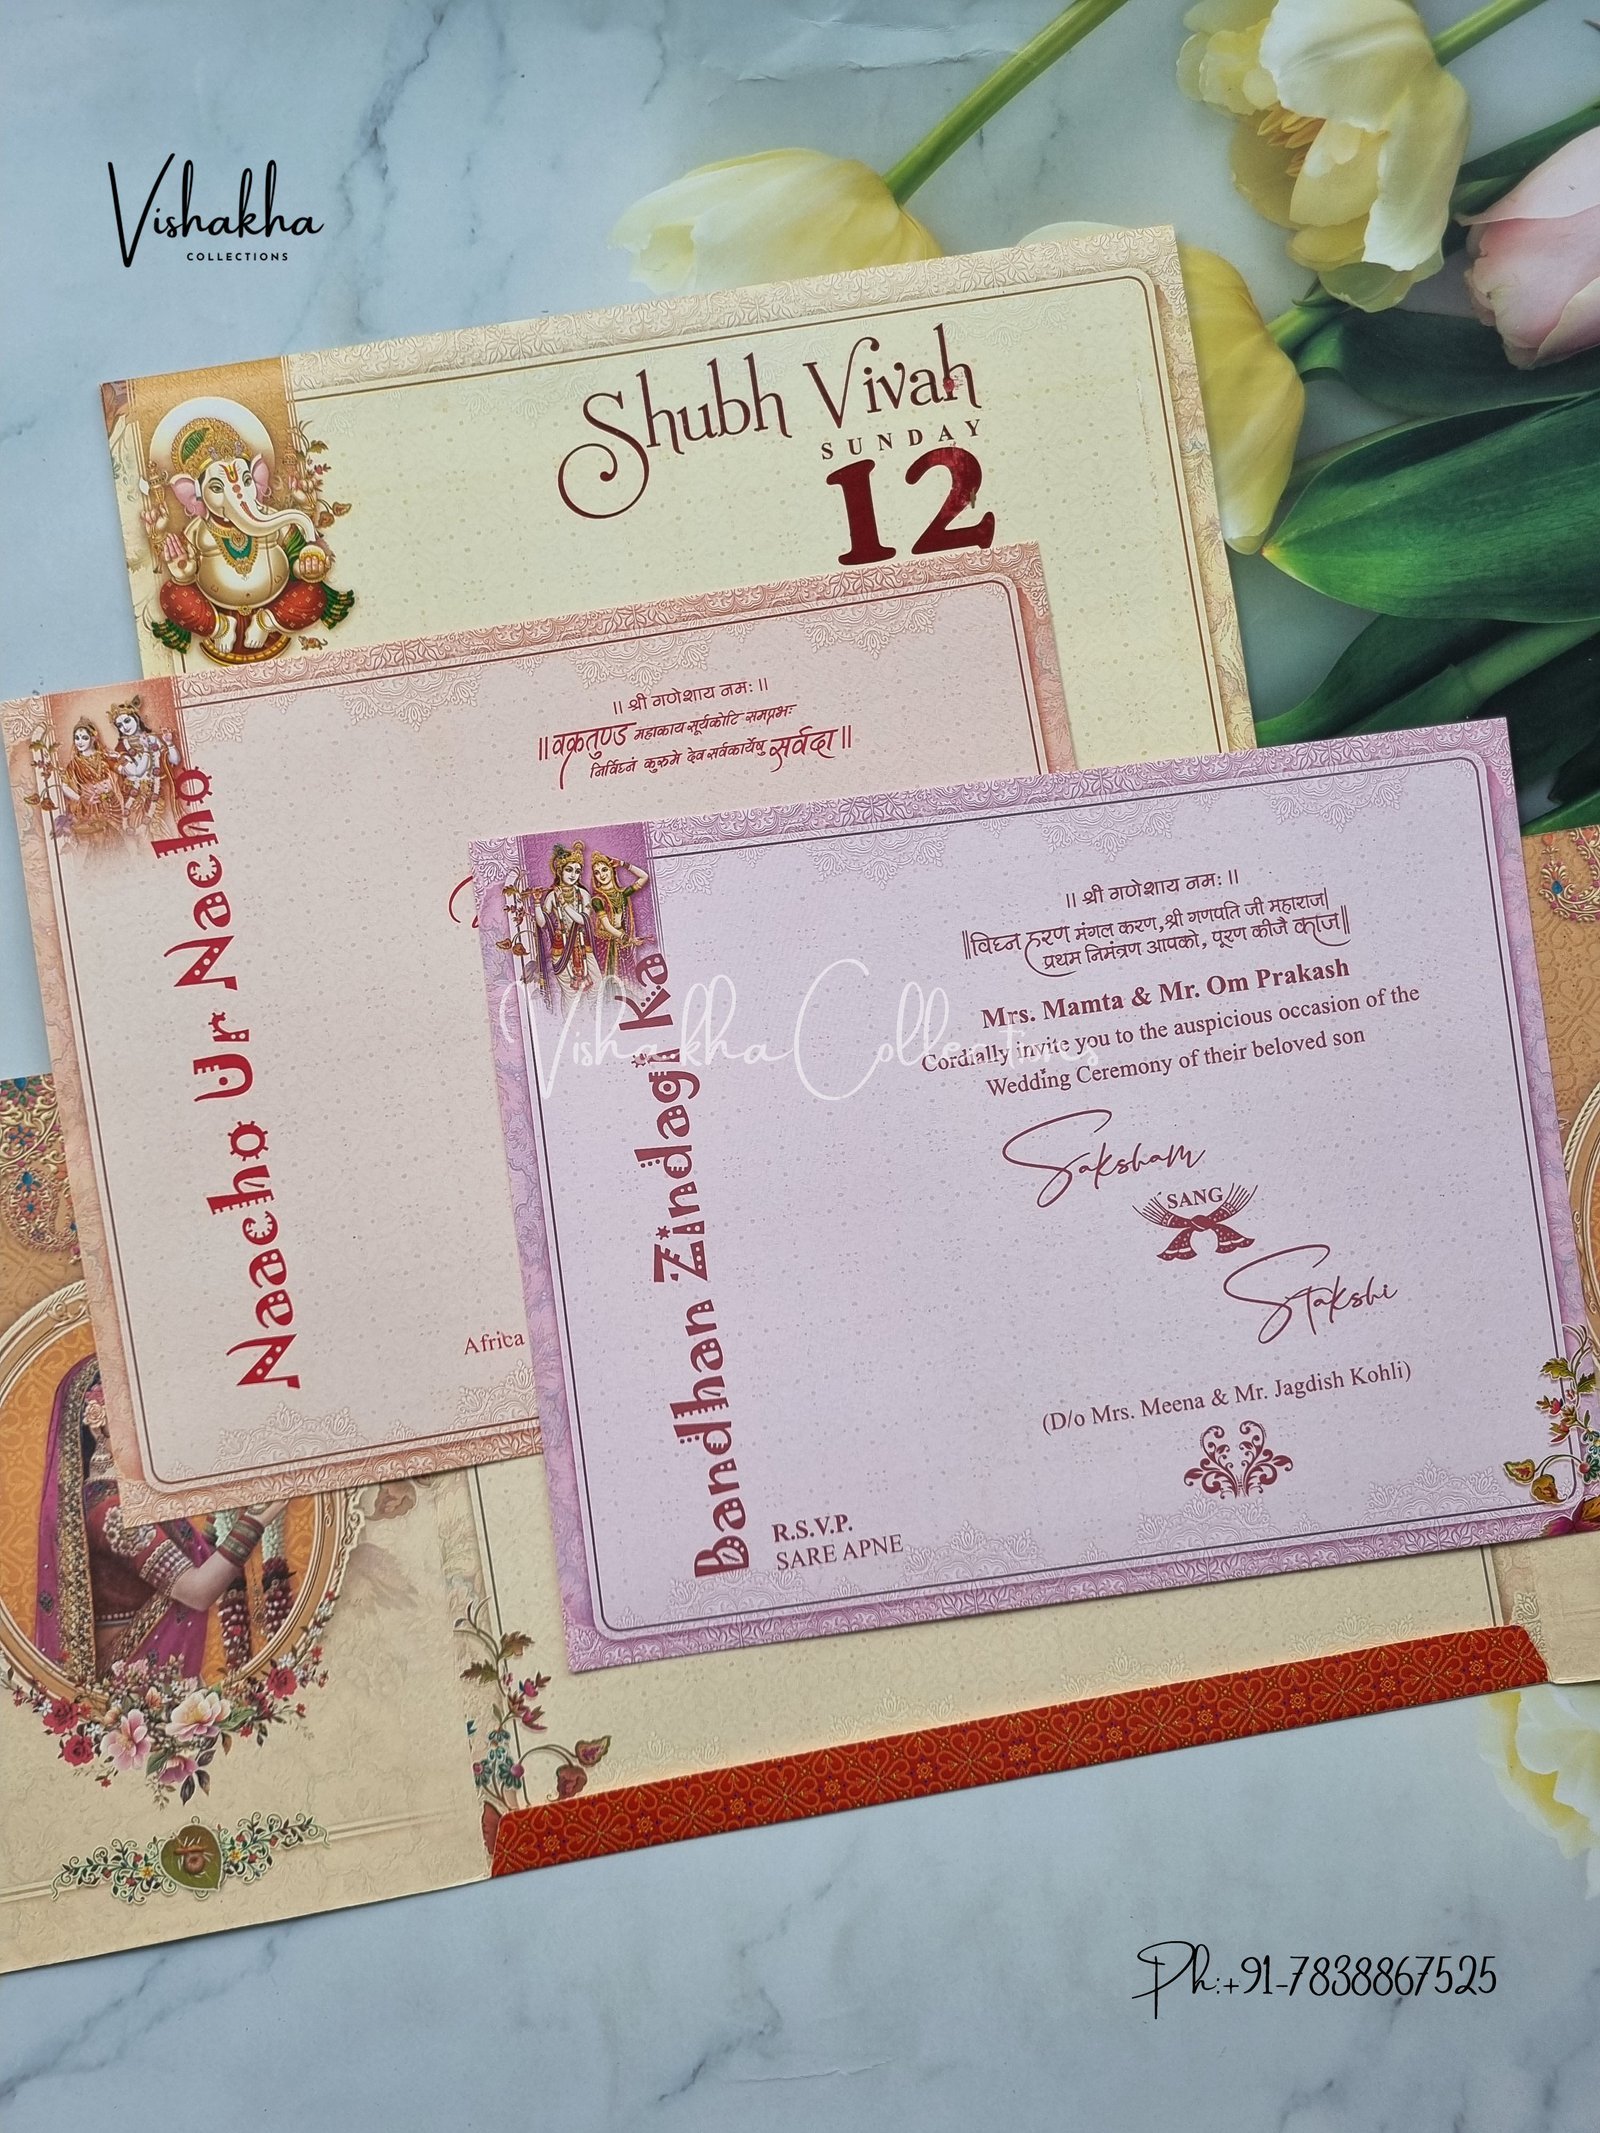 Vishakha
COLLECTIONS
Shubh Vivah
SUNDAY
12
|| श्री गणेशाय नमः ||
|| वक्रतुण्ड महाकाय सूर्यकोटि समप्रभः
निर्विघ्नं कुरुमे देव सर्वकार्येषु सर्वदा ||
Naacho Ur Naacho
Africa
|| श्री गणेशाय नमः ||
||विघ्न हरण मंगल करण,श्री गणपति जी महाराज|
प्रथम निमंत्रण आपको, पूरण कीजै काज||
Mrs. Mamta & Mr. Om Prakash
Cordially invite you to the auspicious occasion of the
Wedding Ceremony of their beloved son
Saksham
SANG
Stakshi
(D/o Mrs. Meena & Mr. Jagdish Kohli)
Bandhan Zindagi Ka
R.S.V.P.
SARE APNE
Vishakha Collections
Ph:+91-7838867525